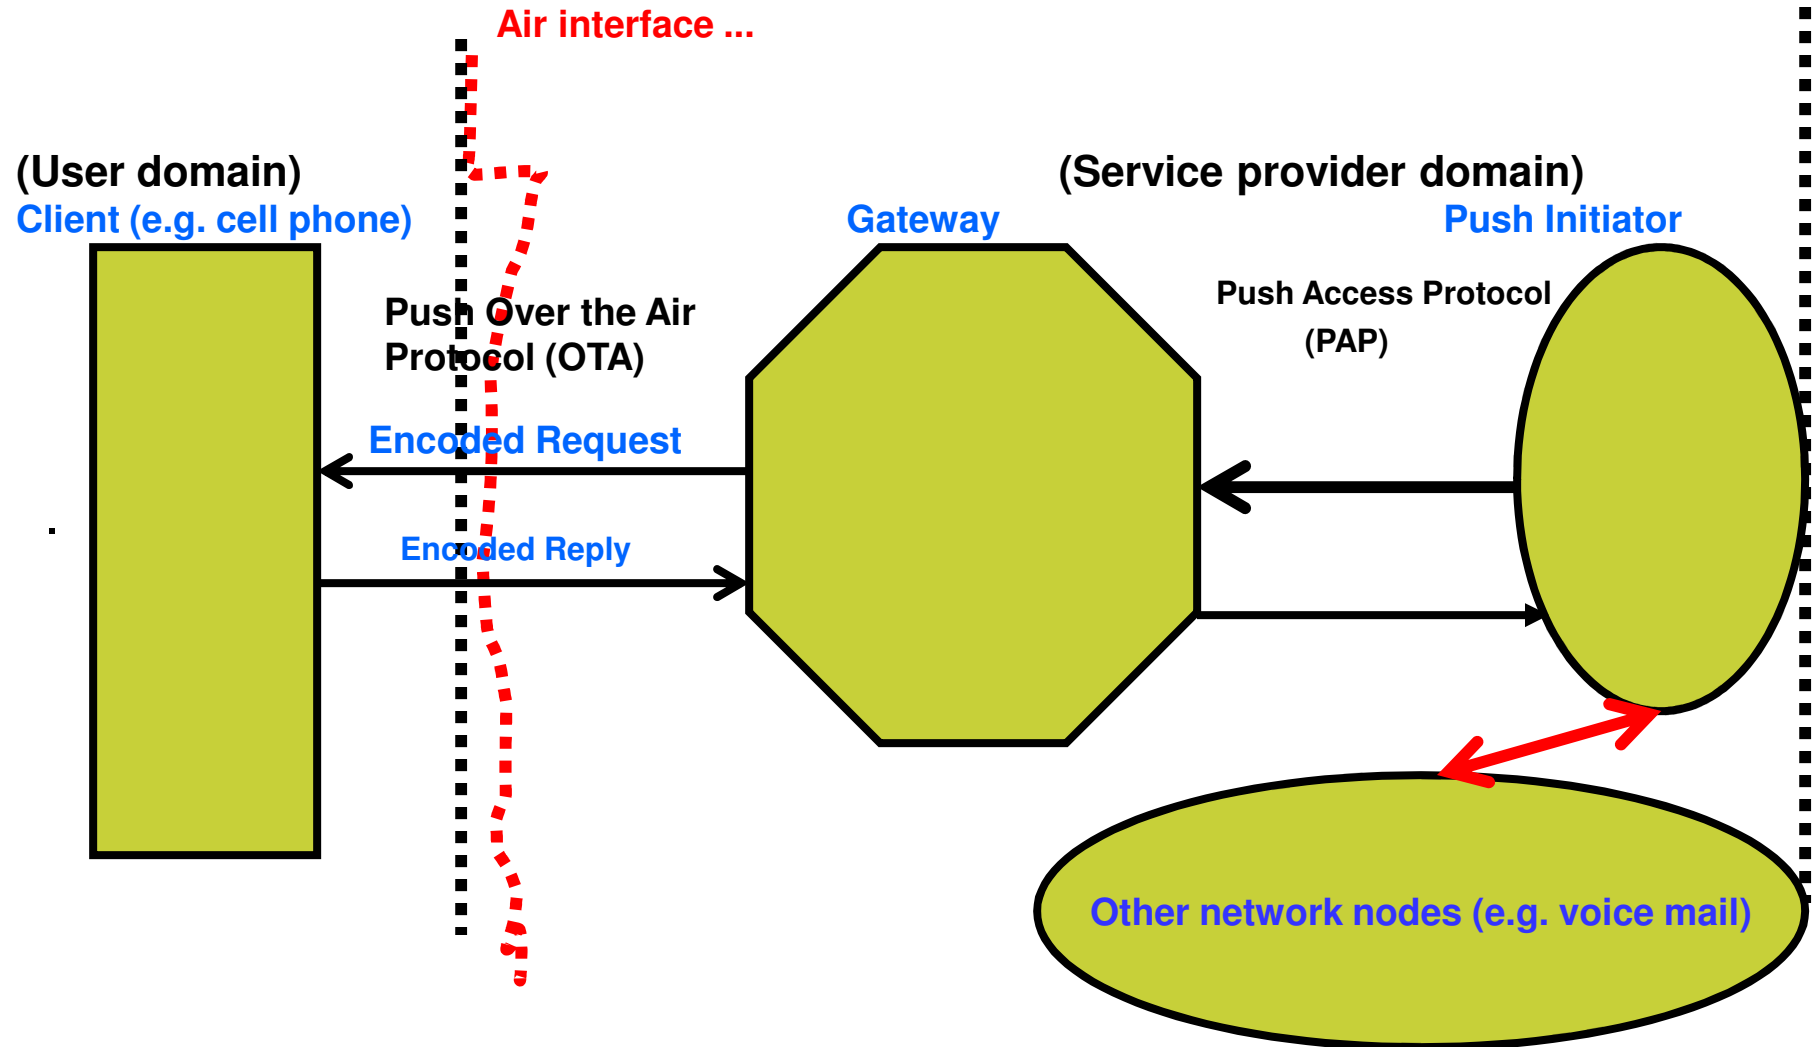 Air interface ...
(User domain)
(Service provider domain)
Client (e.g. cell phone)
Gateway
Push Initiator
Push Over the Air
Protocol (OTA)
Push Access Protocol
(PAP)
Encoded Request
Encoded Reply
Other network nodes (e.g. voice mail)